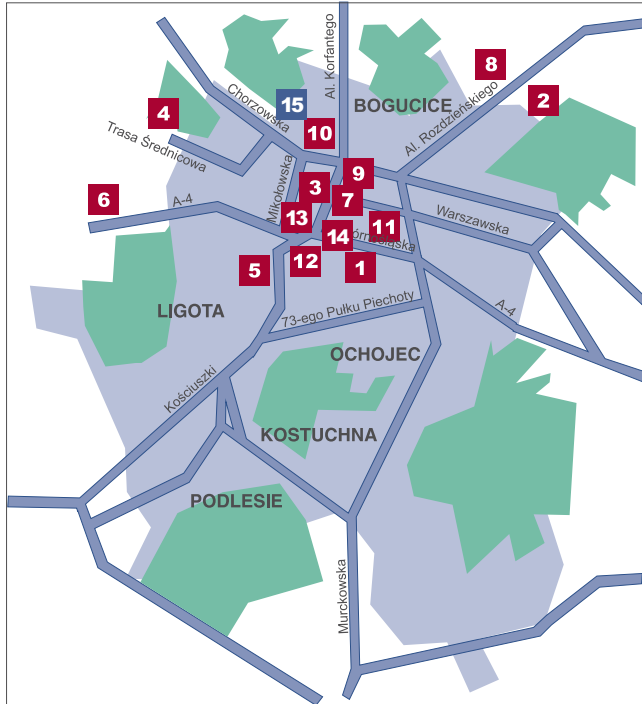 Al. Korfantego
8
15
BOGUCICE
2
4
Chorzowska
10
Al. Rozdzieńskiego
Trasa Średnicowa
9
3
6
A-4
Mikołowska
7
13
11
Warszawska
14
12
5
1
A-4
LIGOTA
73-ego Pułku Piechoty
OCHOJEC
Kościuszki
KOSTUCHNA
PODLESIE
Murckowska